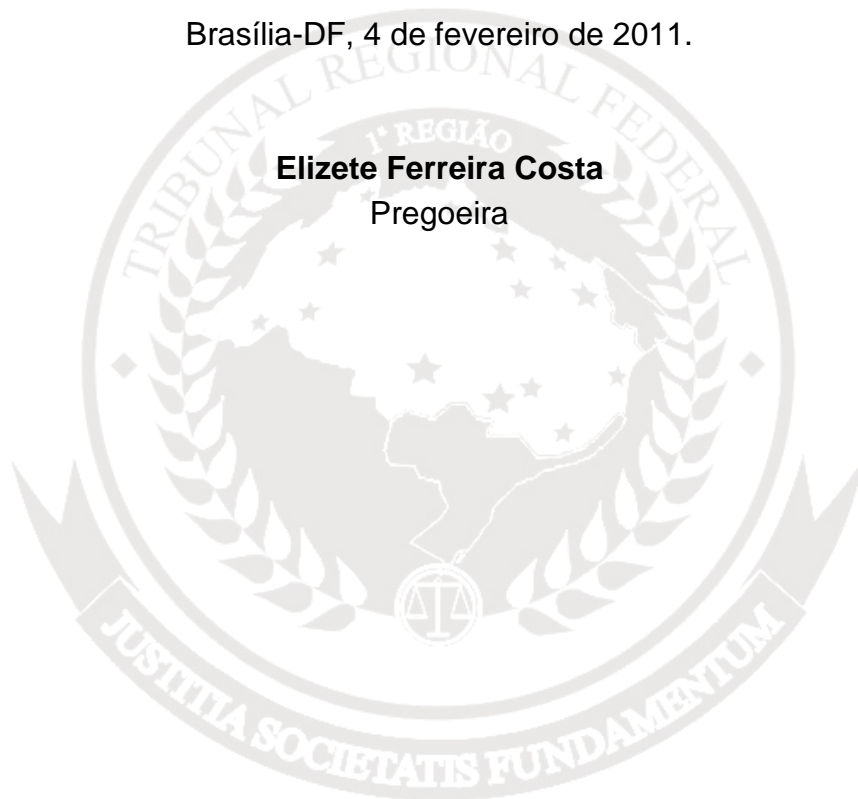 Brasília-DF, 4 de fevereiro de 2011.
TRIBUNAL REGIONAL FEDERAL
1ª REGIÃO
Elizete Ferreira Costa
Pregoeira
JUSTITIA SOCIETATIS FUNDAMENTUM